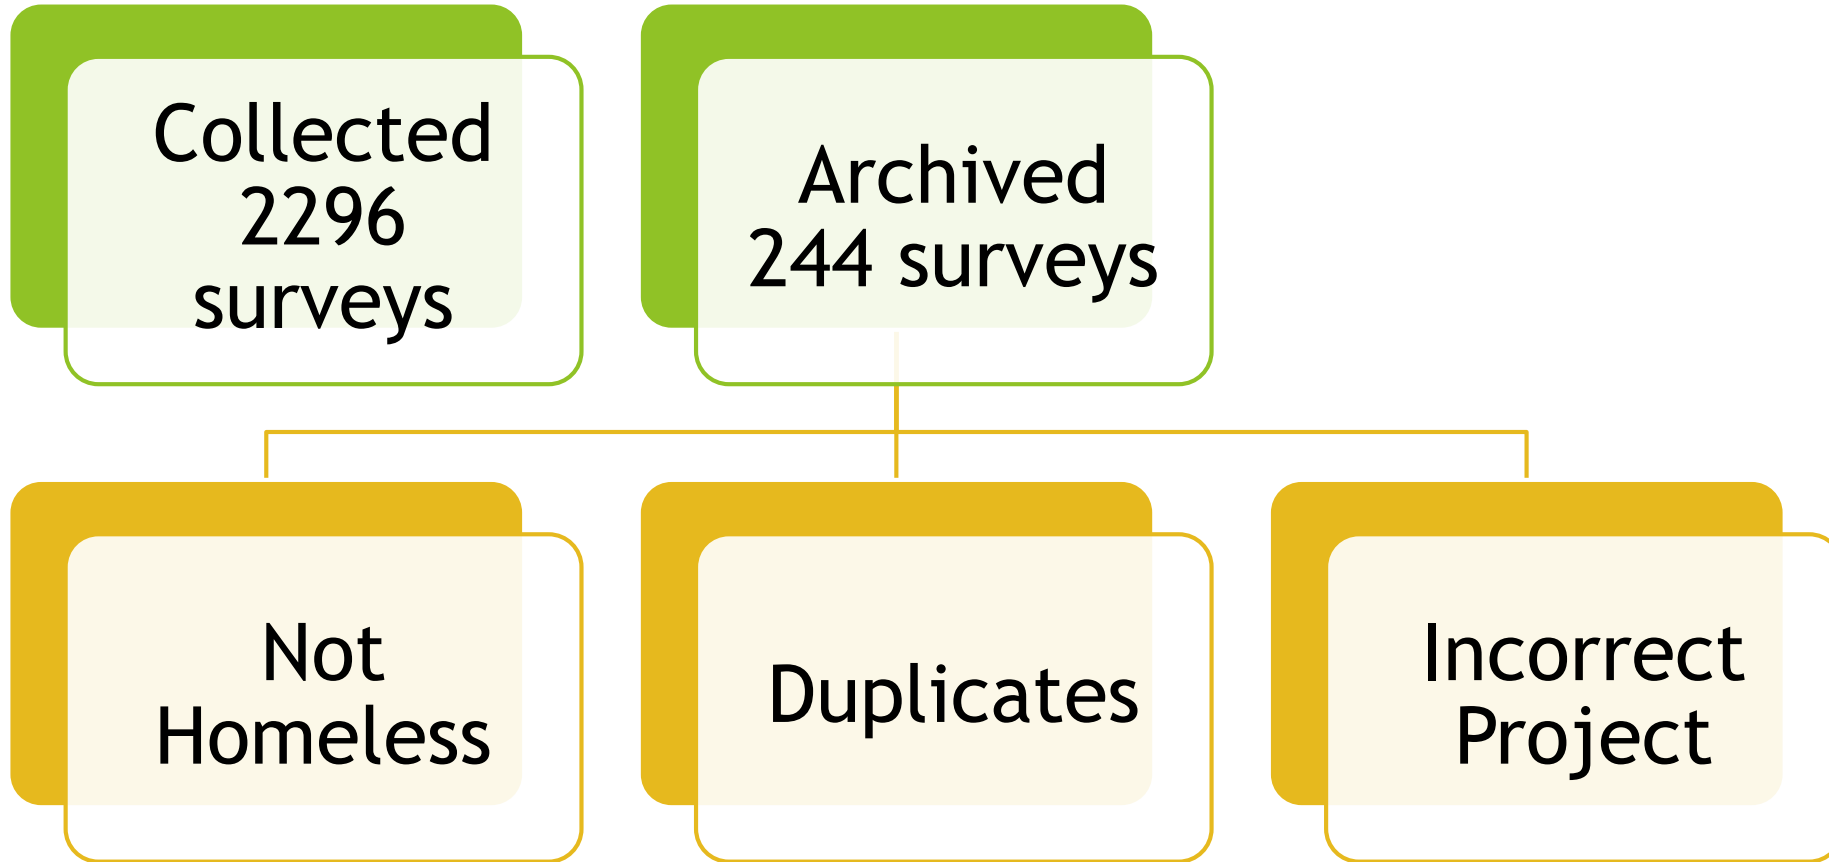 Collected
2296
surveys
Archived
244 surveys
Not
Homeless
Duplicates
Incorrect
Project